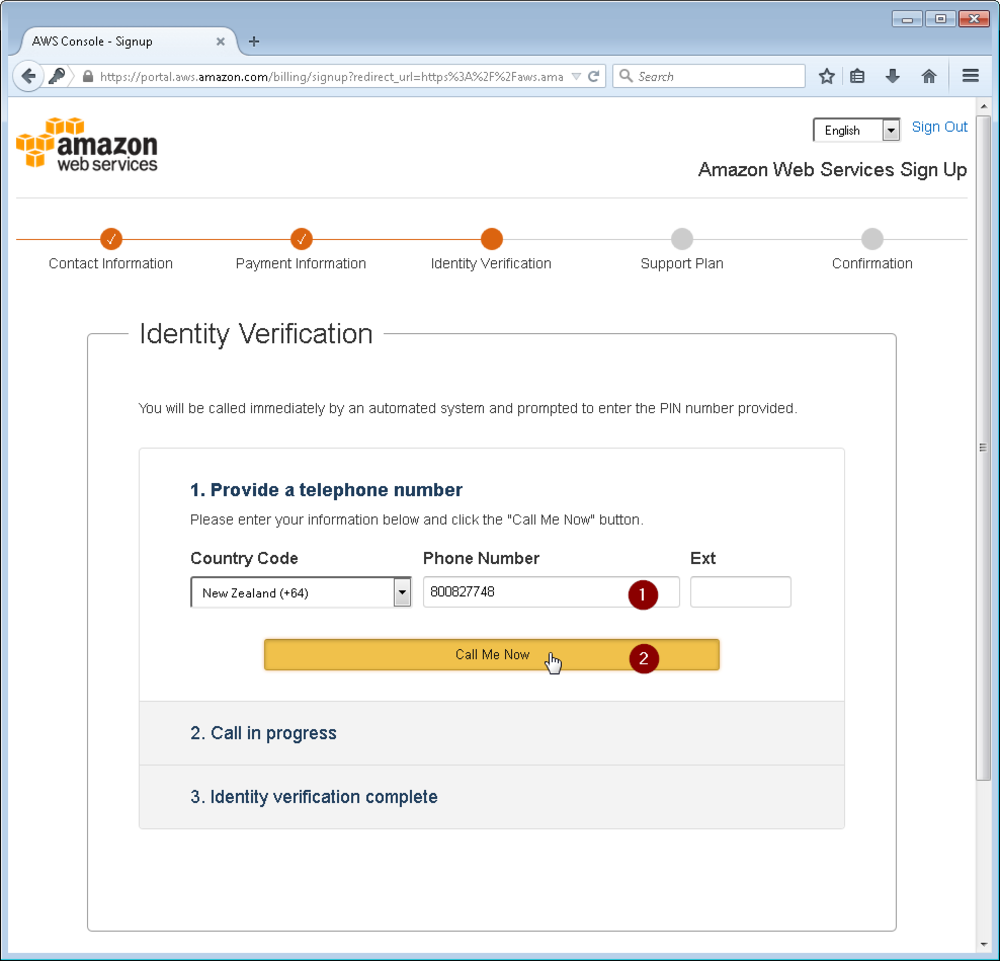 AWS Console - Signup
https://portal.aws.amazon.com/billing/signup?redirect_url=https%3A%2F%2Faws.ama
Search
amazon
web services
English
Sign Out
Amazon Web Services Sign Up
Contact Information
Payment Information
Identity Verification
Support Plan
Confirmation
Identity Verification
You will be called immediately by an automated system and prompted to enter the PIN number provided.
1. Provide a telephone number
Please enter your information below and click the "Call Me Now" button.
Country Code
Phone Number
Ext
New Zealand (+64)
800827748
1
Call Me Now
2
2. Call in progress
3. Identity verification complete